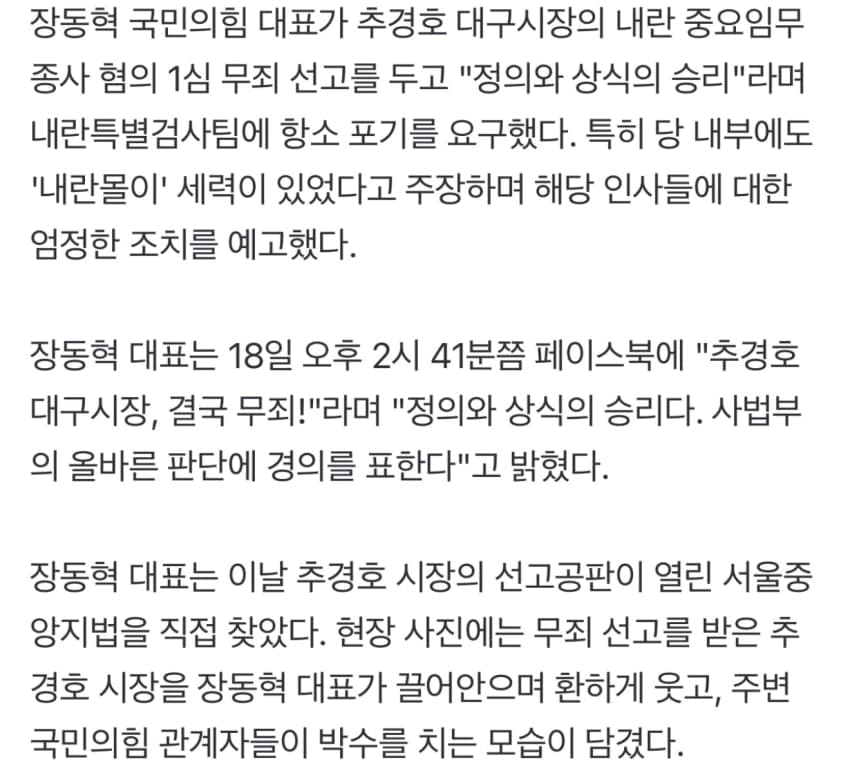 장동혁 국민의힘 대표가 추경호 대구시장의 내란 중요임무
종사 혐의 1심 무죄 선고를 두고 "정의와 상식의 승리"라며
내란특별검사팀에 항소 포기를 요구했다. 특히 당 내부에도
'내란몰이' 세력이 있었다고 주장하며 해당 인사들에 대한
엄정한 조치를 예고했다.
장동혁 대표는 18일 오후 2시 41분쯤 페이스북에 "추경호
대구시장, 결국 무죄!"라며 "정의와 상식의 승리다. 사법부
의 올바른 판단에 경의를 표한다"고 밝혔다.
장동혁 대표는 이날 추경호 시장의 선고공판이 열린 서울중
앙지법을 직접 찾았다. 현장 사진에는 무죄 선고를 받은 추
경호 시장을 장동혁 대표가 끌어안으며 환하게 웃고, 주변
국민의힘 관계자들이 박수를 치는 모습이 담겼다.